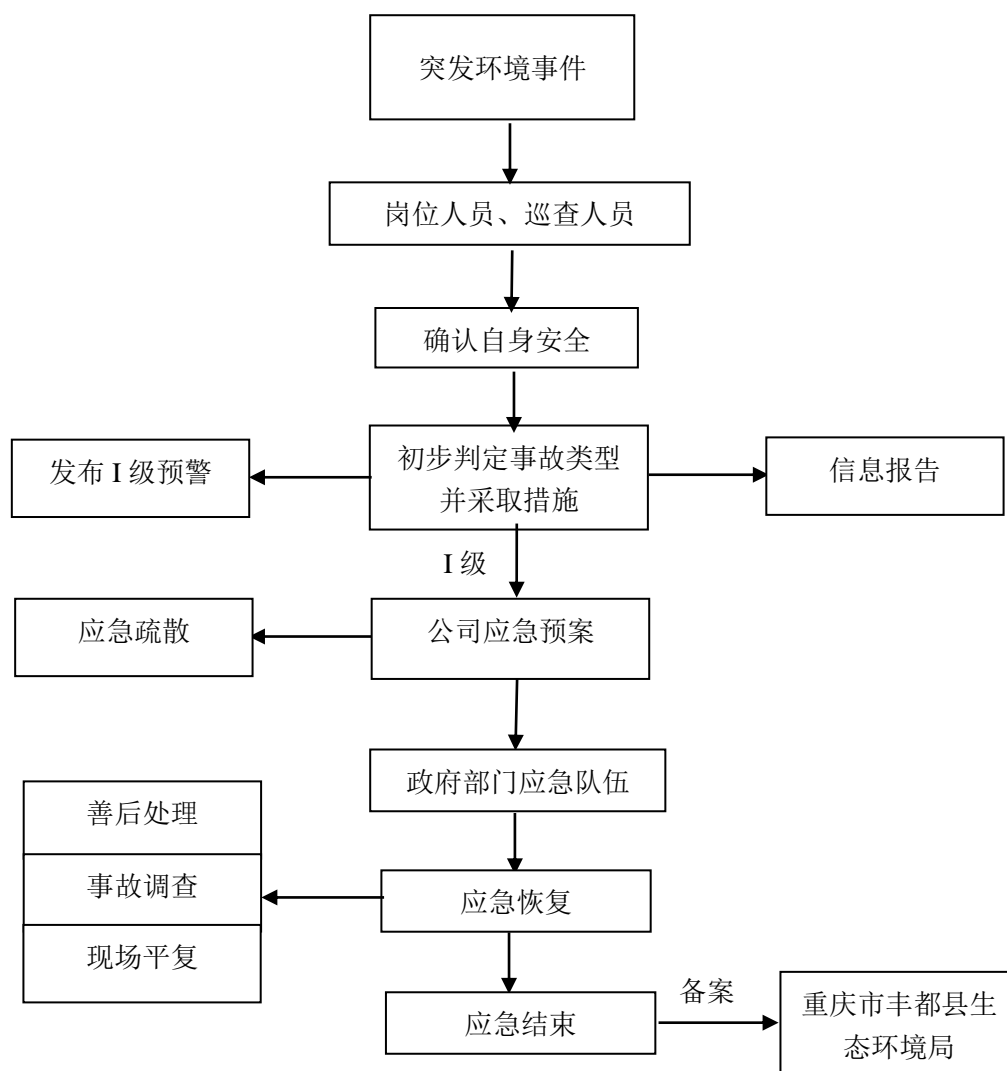 突发环境事件
岗位人员、巡查人员
确认自身安全
发布 I 级预警
初步判定事故类型
并采取措施
信息报告
I 级
应急疏散
公司应急预案
政府部门应急队伍
善后处理
事故调查
应急恢复
现场平复
应急结束
备案
重庆市丰都县生
态环境局